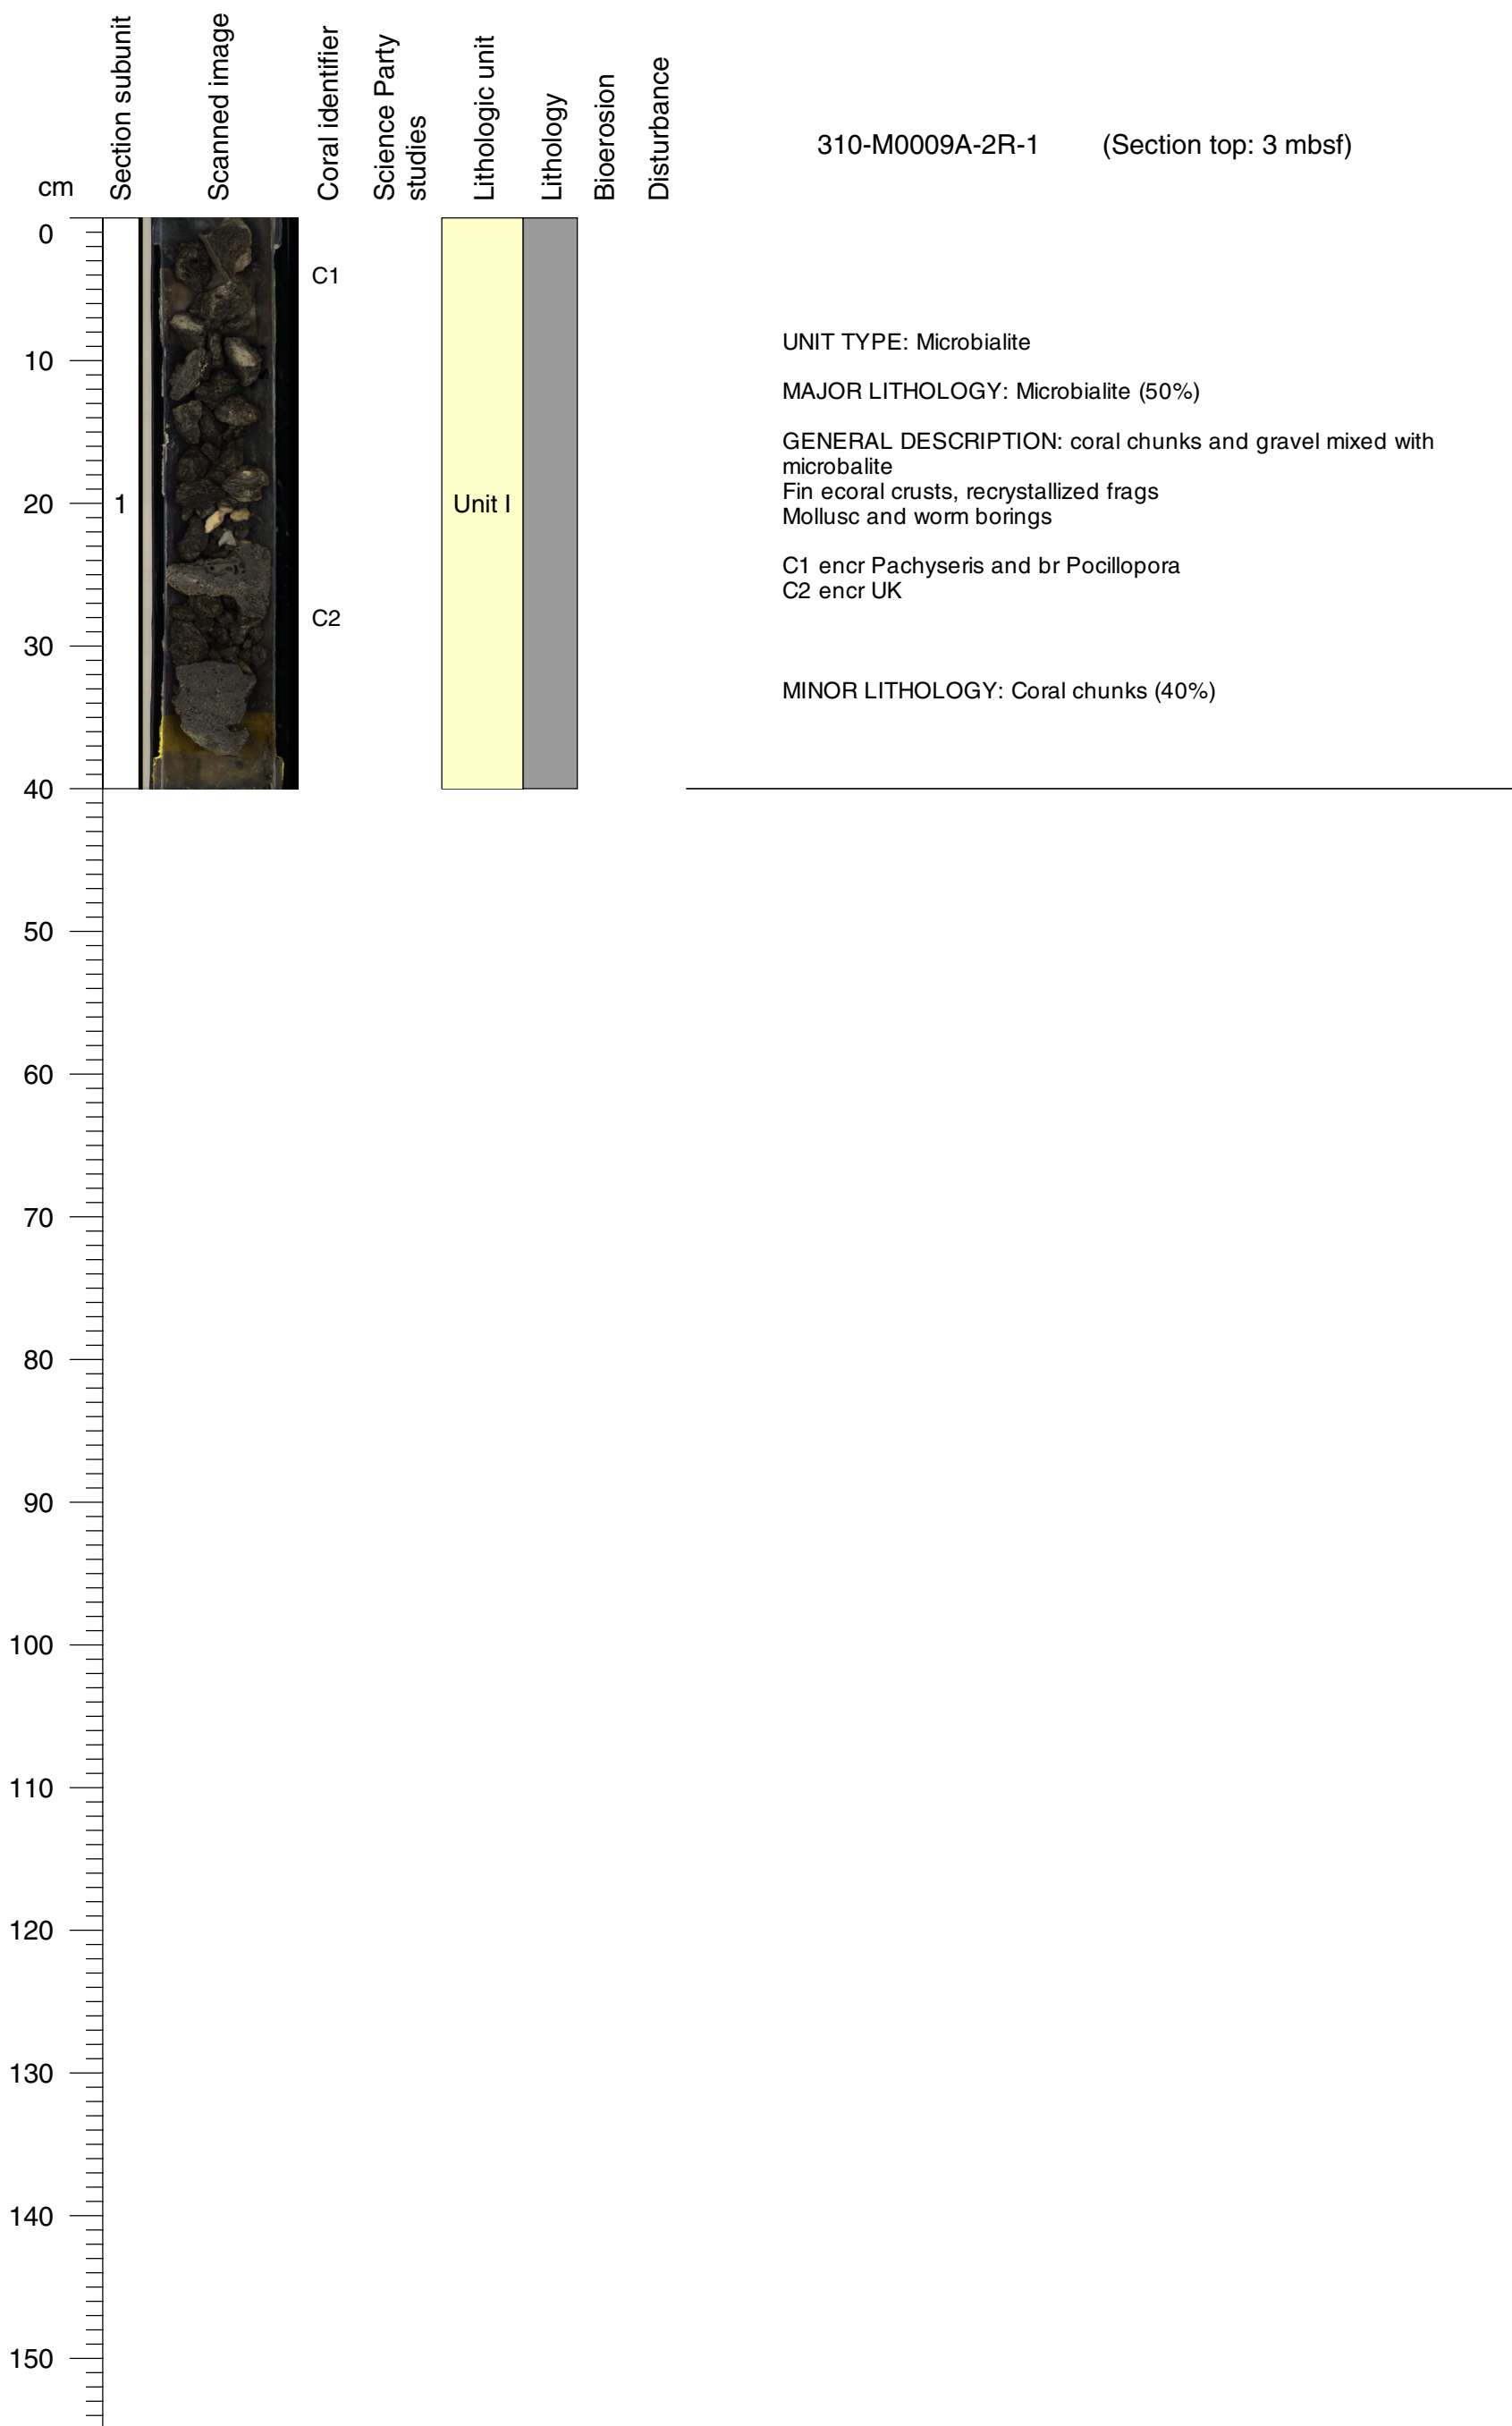 Section subunit
Scanned image
Coral identifier
Science Party
studies
Lithologic unit
Lithology
Bioerosion
Disturbance
310-M0009A-2R-1 (Section top: 3 mbsf)
cm
0
C1
UNIT TYPE: Microbialite
10
MAJOR LITHOLOGY: Microbialite (50%)
GENERAL DESCRIPTION: coral chunks and gravel mixed with
microbalite
Fin ecoral crusts, recrystallized frags
20
1
Unit I
Mollusc and worm borings
C1 encr Pachyseris and br Pocillopora
C2 encr UK
C2
30
MINOR LITHOLOGY: Coral chunks (40%)
40
50
60
70
80
90
100
110
120
130
140
150